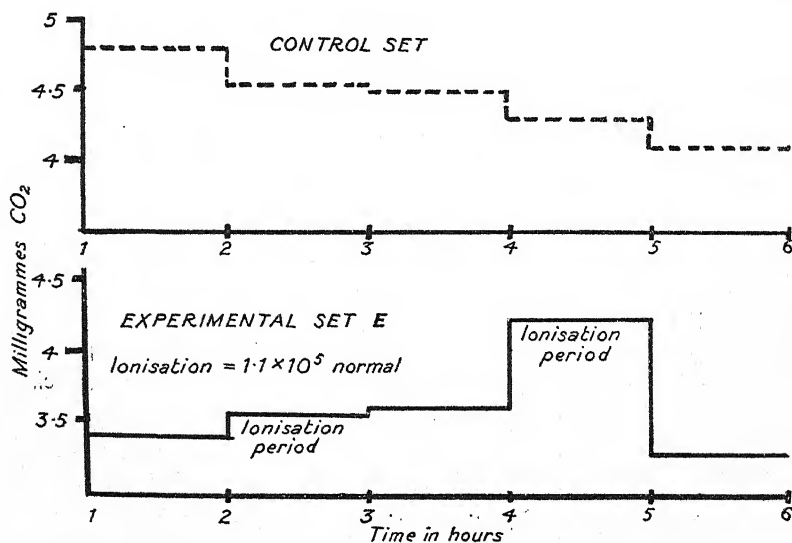 5
CONTROL SET
4·5
4
1 2 3 4 5 6
Milligrammes CO₂
4·5
EXPERIMENTAL SET E
Ionisation = 1·1×10⁵ normal
4
3·5
Ionisation
period
Ionisation
period
1 2 3 4 5 6
Time in hours